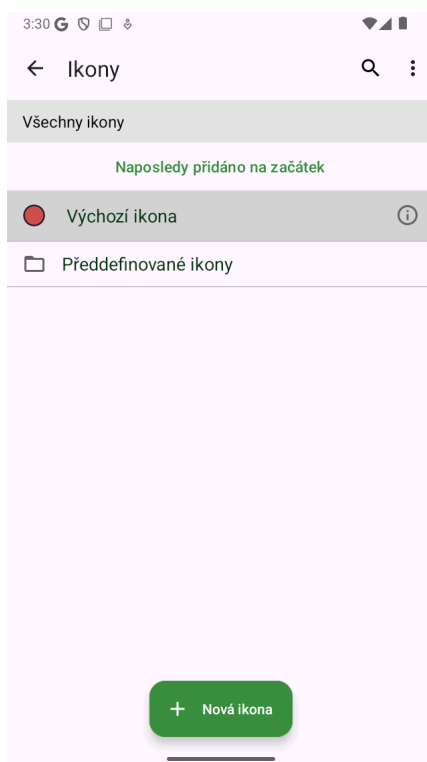 3:30
Ikony
Všechny ikony
Naposledy přidáno na začátek
Výchozí ikona
Předdefinované ikony
Nová ikona